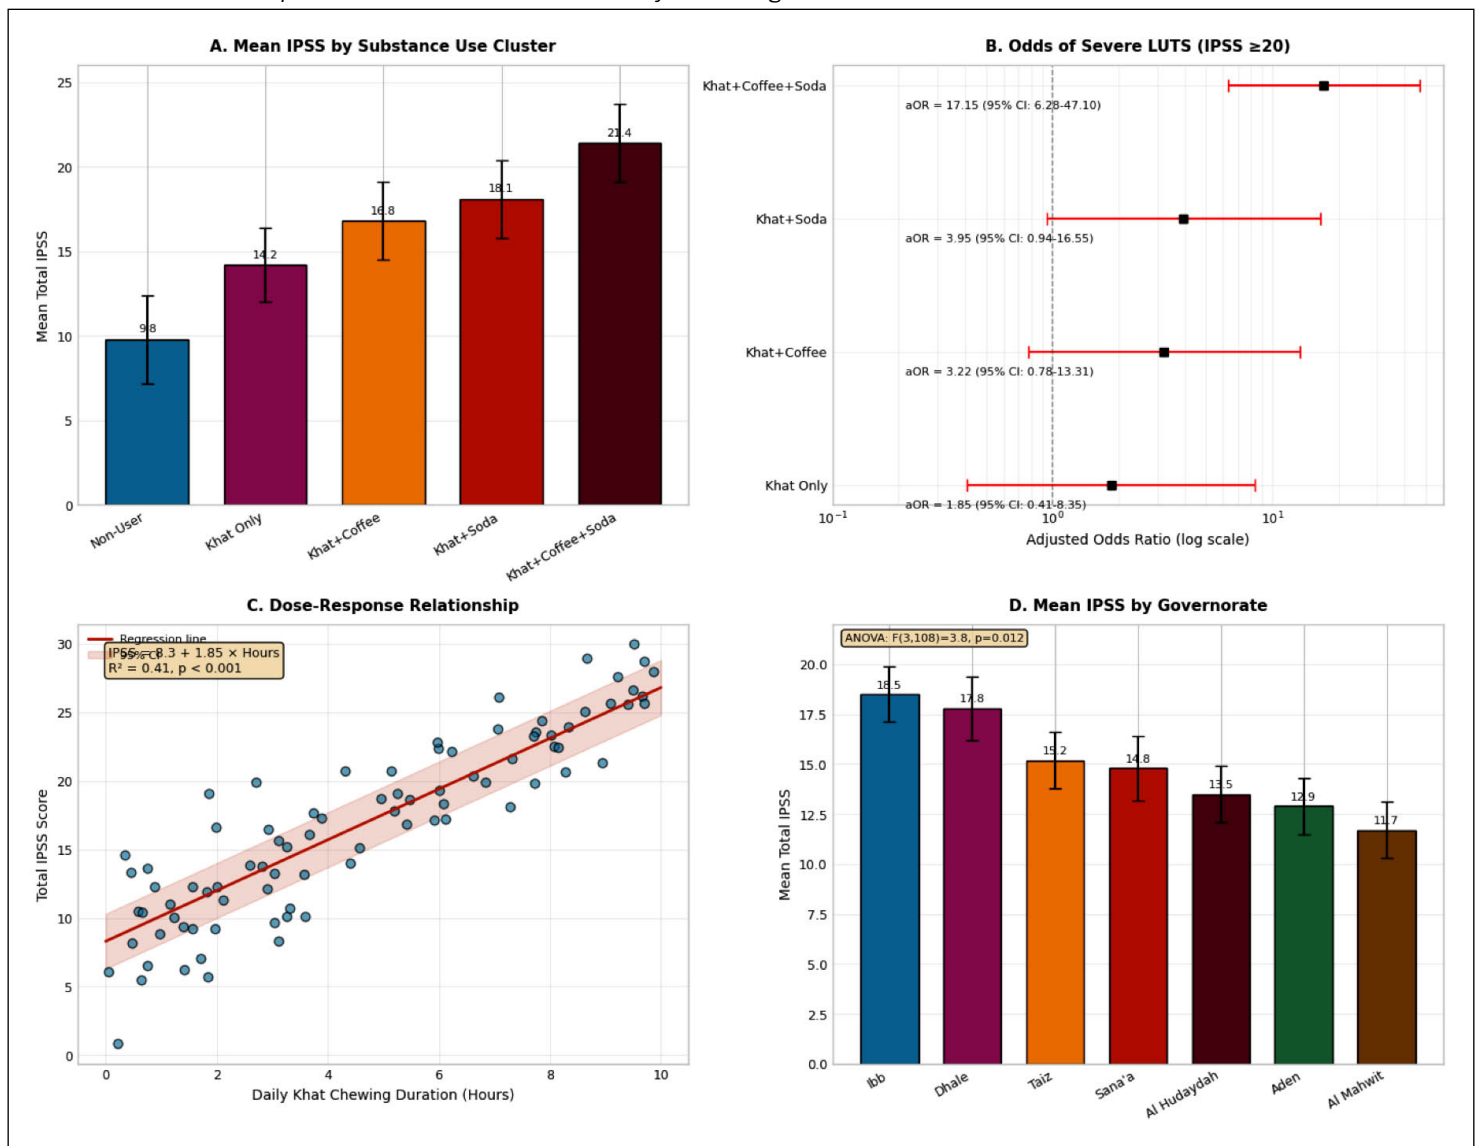 A. Mean IPSS by Substance Use Cluster
25
20
15
10
5
0
Mean Total IPSS
9.8
14.2
16.8
18.1
21.4
Non-User
Khat Only
Khat+Coffee
Khat+Soda
Khat+Coffee+Soda
B. Odds of Severe LUTS (IPSS ≥20)
Khat+Coffee+Soda
aOR = 17.15 (95% CI: 6.28-47.10)
Khat+Soda
aOR = 3.95 (95% CI: 0.94-16.55)
Khat+Coffee
aOR = 3.22 (95% CI: 0.78-13.31)
Khat Only
aOR = 1.85 (95% CI: 0.41-8.35)
10⁻¹
10⁰
10¹
Adjusted Odds Ratio (log scale)
C. Dose-Response Relationship
Regression line
95% CI
IPSS = 8.3 + 1.85 × Hours
R² = 0.41, p < 0.001
30
25
20
15
10
5
0
Total IPSS Score
0
2
4
6
8
10
Daily Khat Chewing Duration (Hours)
D. Mean IPSS by Governorate
ANOVA: F(3,108)=3.8, p=0.012
20.0
17.5
15.0
12.5
10.0
7.5
5.0
2.5
0.0
Mean Total IPSS
18.5
17.8
15.2
14.8
13.5
12.9
11.7
Ibb
Dhale
Taiz
Sana'a
Al Hudaydah
Aden
Al Mahwit